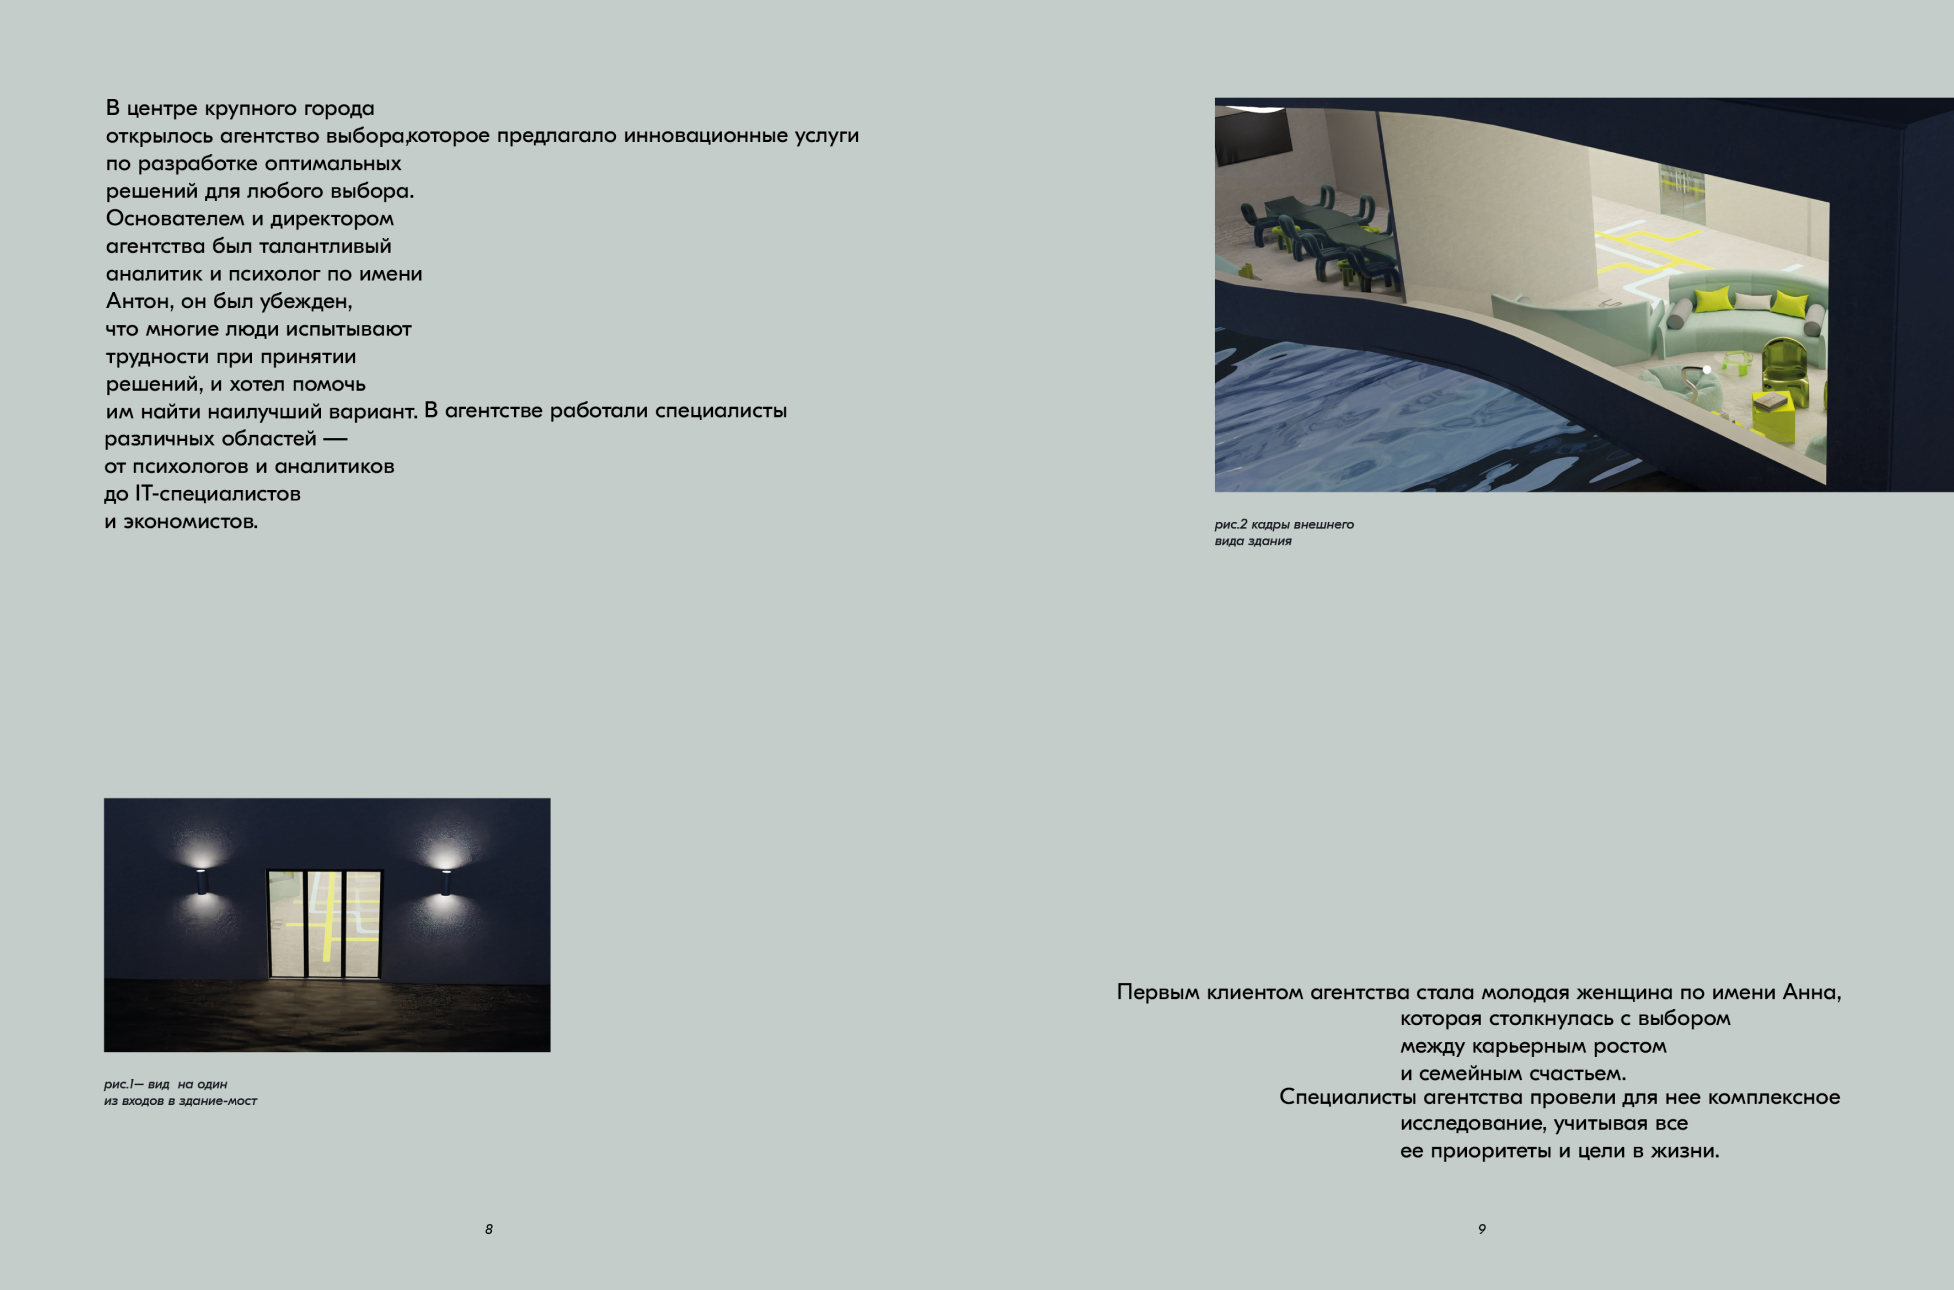 В центре крупного города
открылось агентство выбора,которое предлагало инновационные услуги
по разработке оптимальных
решений для любого выбора.
Основателем и директором
агентства был талантливый
аналитик и психолог по имени
Антон, он был убежден,
что многие люди испытывают
трудности при принятии
решений, и хотел помочь
им найти наилучший вариант. В агентстве работали специалисты
различных областей —
от психологов и аналитиков
до IT-специалистов
и экономистов.
рис.1– вид на один
из входов в здание-мост
8
рис.2 кадры внешнего
вида здания
Первым клиентом агентства стала молодая женщина по имени Анна,
которая столкнулась с выбором
между карьерным ростом
и семейным счастьем.
Специалисты агентства провели для нее комплексное
исследование, учитывая все
ее приоритеты и цели в жизни.
9